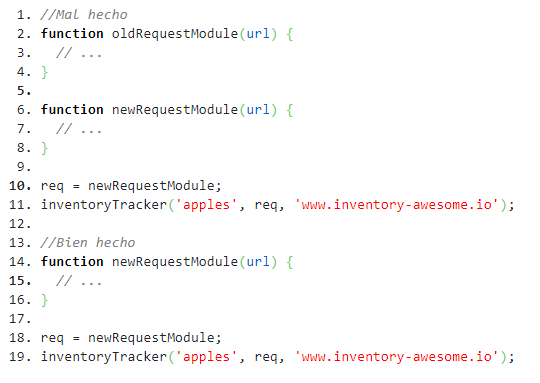 1. //Mal hecho
2. function oldRequestModule(url) {
3.   // ...
4. }
5.
6. function newRequestModule(url) {
7.   // ...
8. }
9.
10. req = newRequestModule;
11. inventoryTracker('apples', req, 'www.inventory-awesome.io');
12.
13. //Bien hecho
14. function newRequestModule(url) {
15.   // ...
16. }
17.
18. req = newRequestModule;
19. inventoryTracker('apples', req, 'www.inventory-awesome.io');